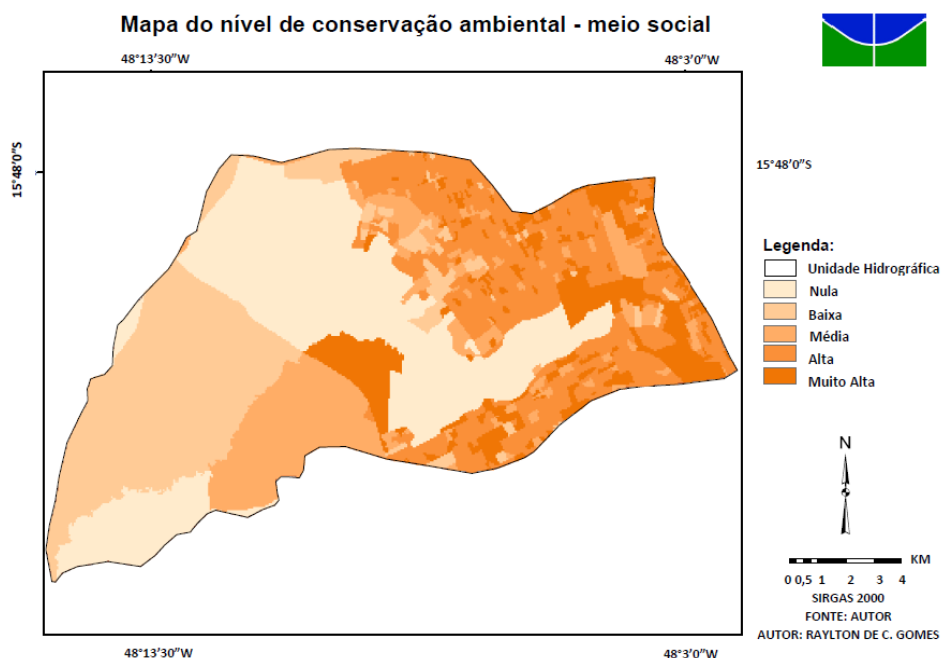 Mapa do nível de conservação ambiental - meio social
48°13'30"W
48°3'0"W
15°48'0"S
15°48'0"S
Legenda:
Unidade Hidrográfica
Nula
Baixa
Média
Alta
Muito Alta
N
KM
0 0,5 1 2 3 4
SIRGAS 2000
FONTE: AUTOR
AUTOR: RAYLTON DE C. GOMES
48°13'30"W
48°3'0"W